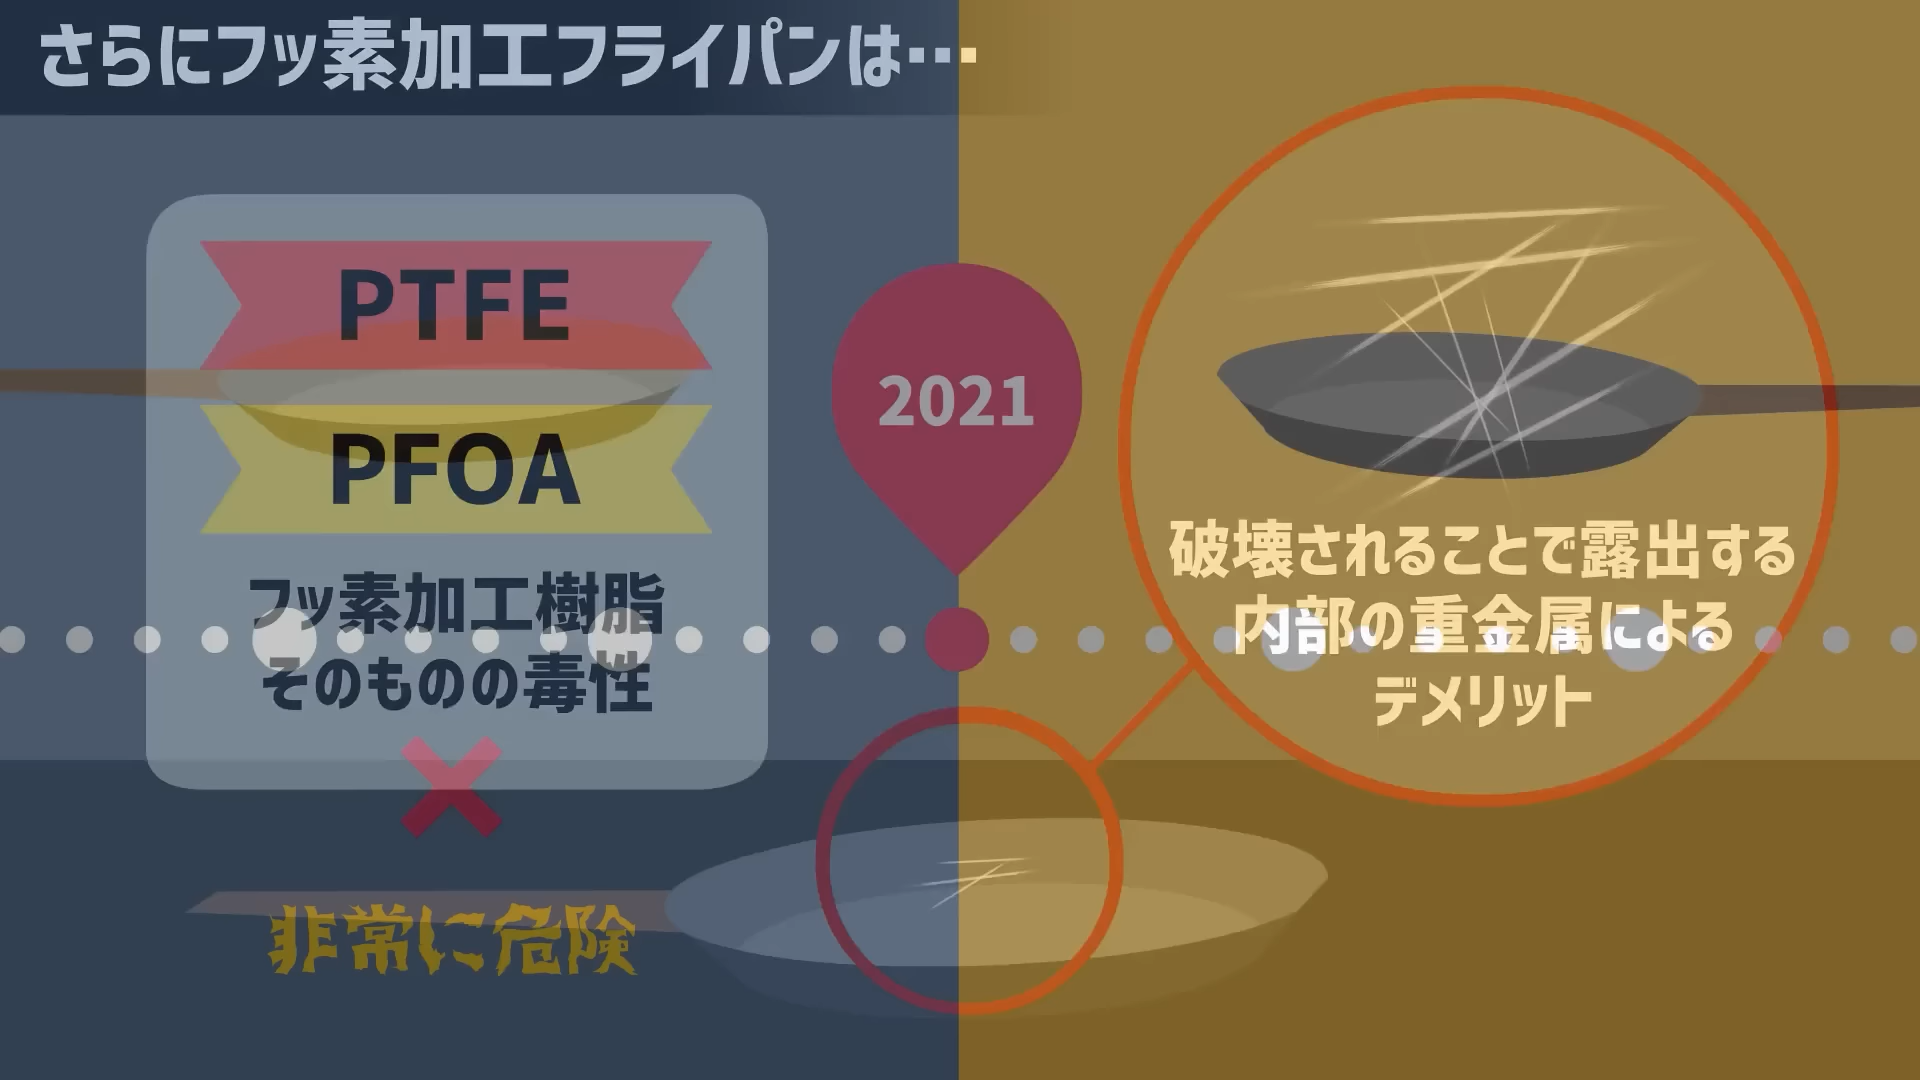 さらにフッ素加工フライパンは…
PTFE
PFOA
フッ素加工樹脂
そのものの毒性
非常に危険
2021
破壊されることで露出する
内部の重金属による
デメリット